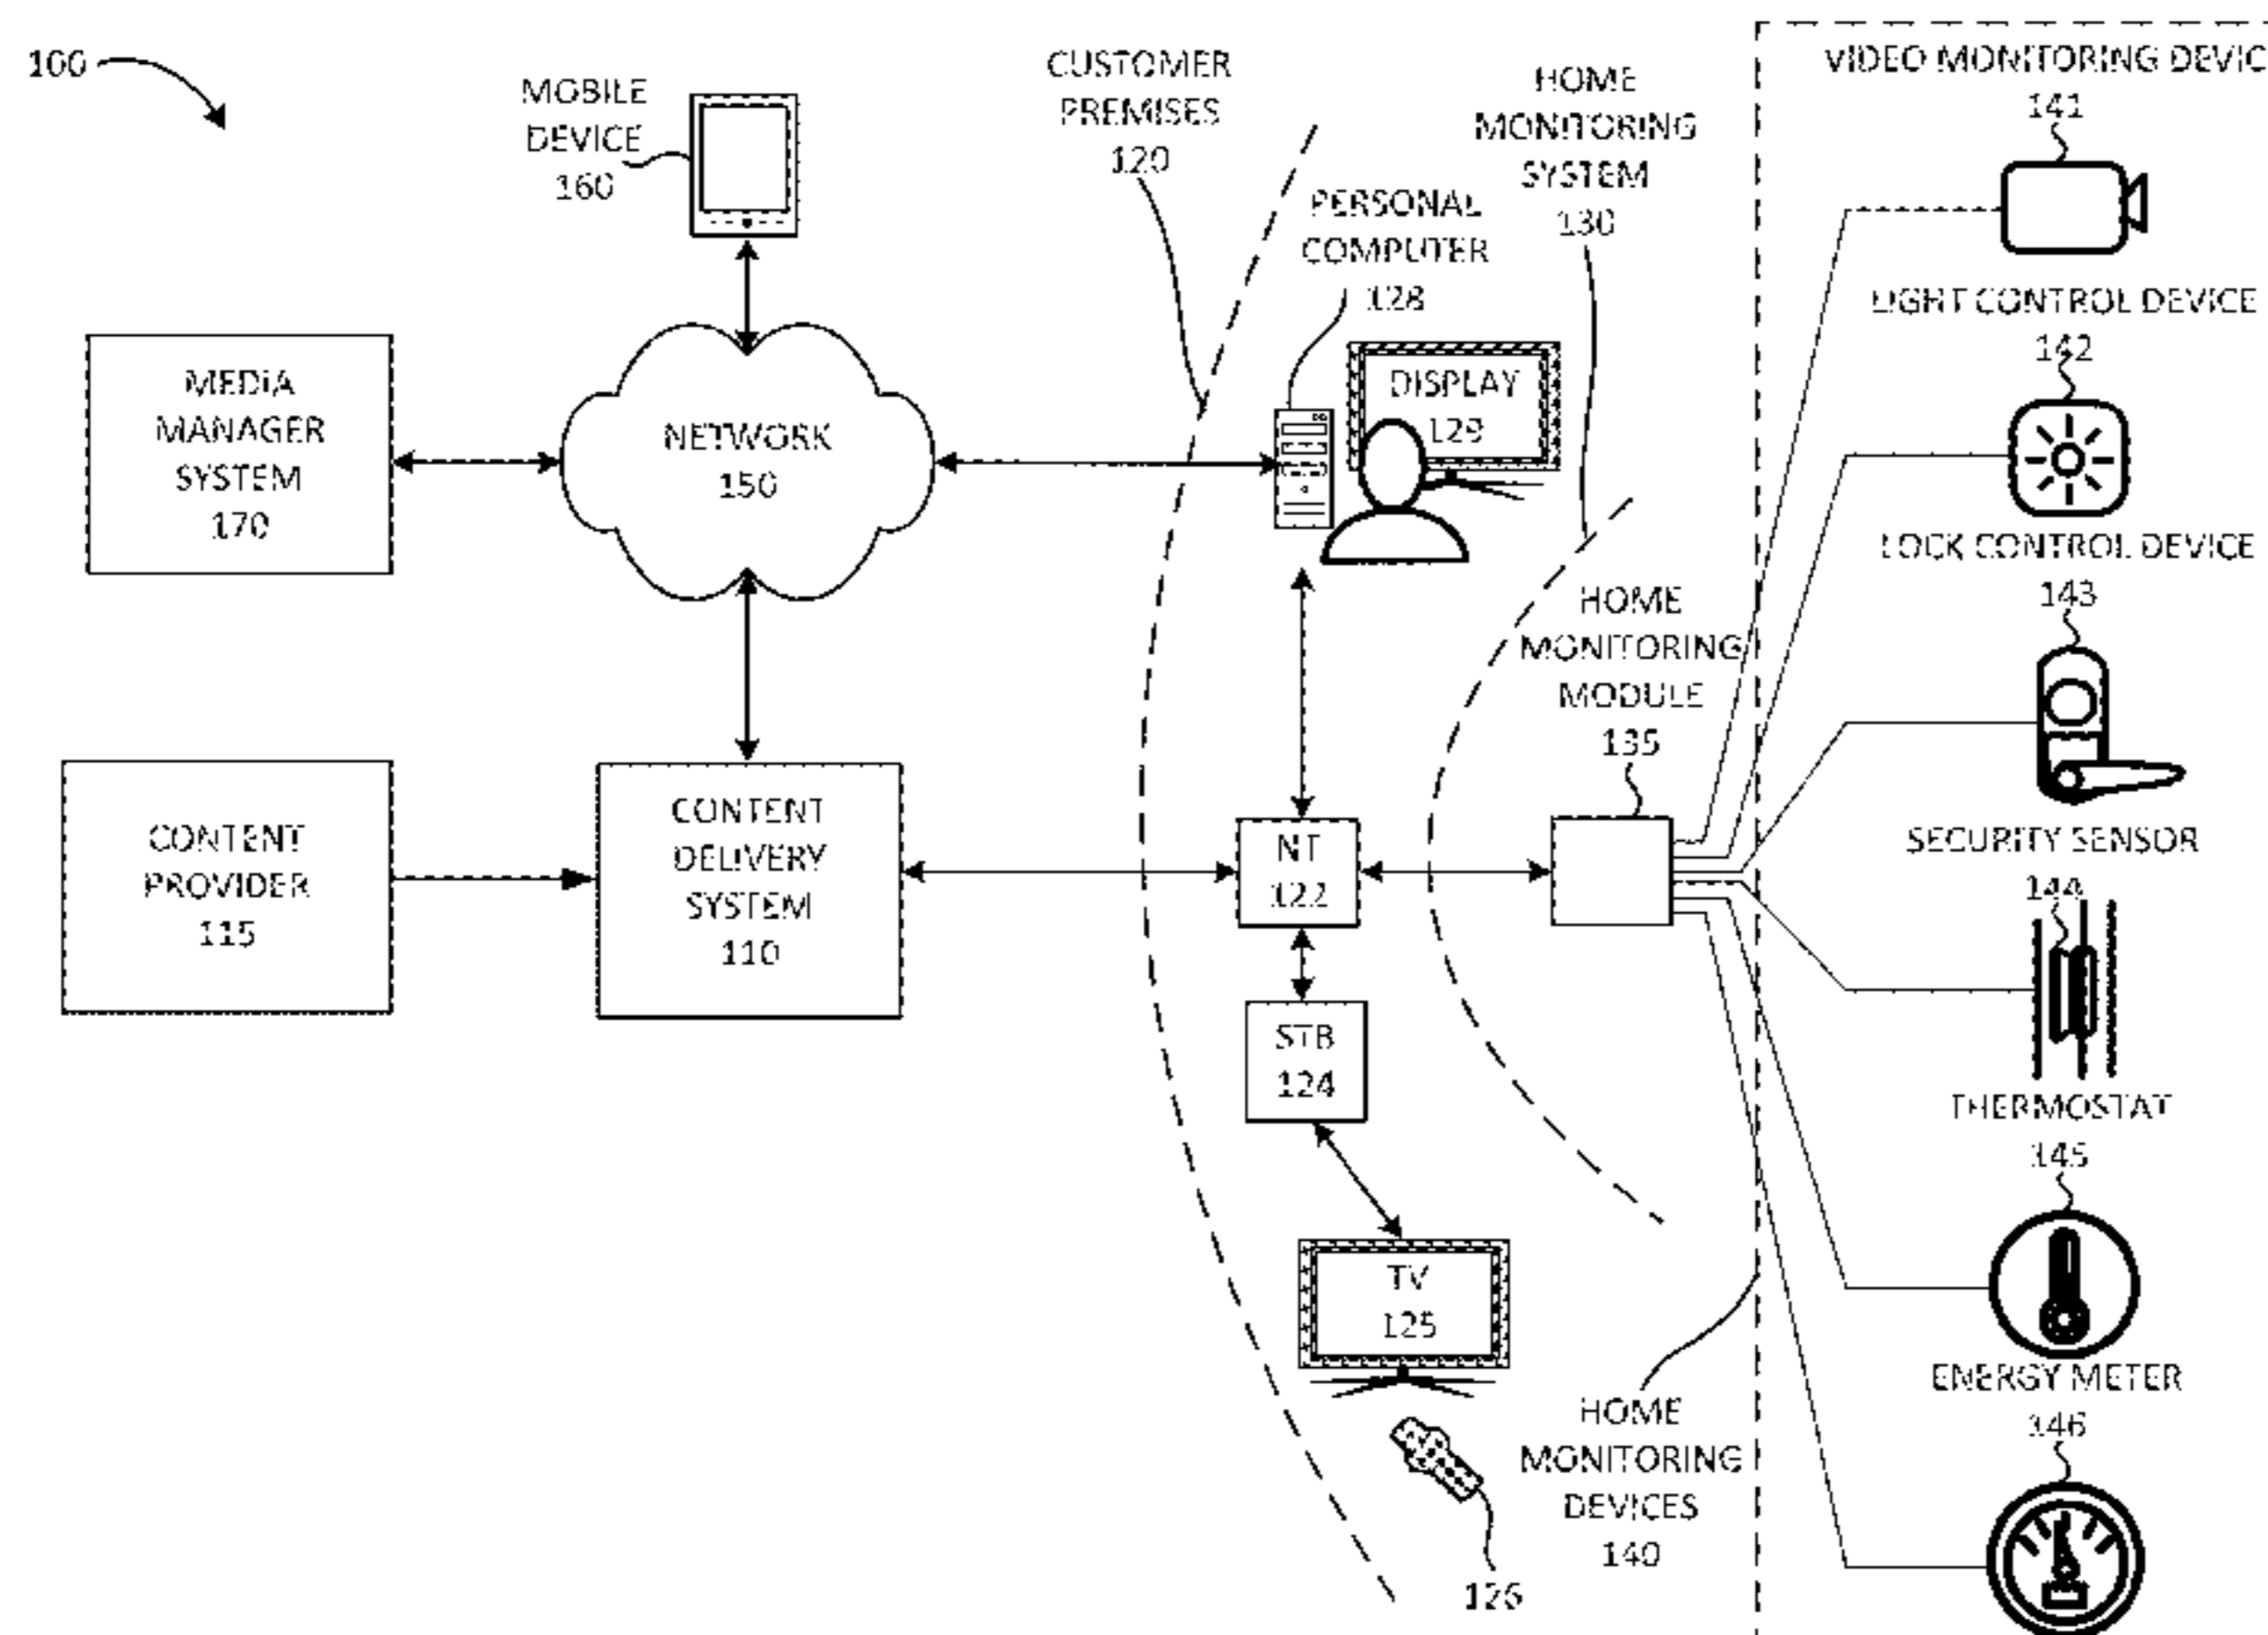 100
MOBILE
DEVICE
160
CUSTOMER
PREMISES
120
HOME
MONITORING
SYSTEM
130
PERSONAL
COMPUTER
128
DISPLAY
129
MEDIA
MANAGER
SYSTEM
170
NETWORK
150
CONTENT
PROVIDER
115
CONTENT
DELIVERY
SYSTEM
110
NT
122
STB
124
TV
125
126
HOME
MONITORING
MODULE
135
HOME
MONITORING
DEVICES
140
VIDEO MONITORING DEVIC
141
LIGHT CONTROL DEVICE
142
LOCK CONTROL DEVICE
143
SECURITY SENSOR
144
THERMOSTAT
145
ENERGY METER
146